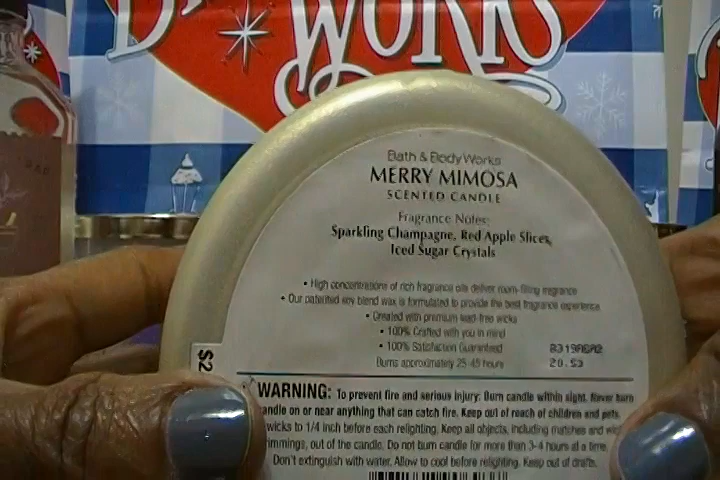 WORKS
Bath & Body Works
MERRY MIMOSA
SCENTED CANDLE
Fragrance Notes:
Sparkling Champagne, Red Apple Slices,
Iced Sugar Crystals
• High concentrations of rich fragrance oils deliver room-filling fragrance
• Our patented soy blend wax is formulated to provide the best fragrance experience
• Created with premium lead-free wicks
• 100% Crafted with you in mind
• 100% Satisfaction Guaranteed
Burns approximately 25-45 hours
20:53
$2
WARNING: To prevent fire and serious injury: Burn candle within sight. Never burn
candle on or near anything that can catch fire. Keep out of reach of children and pets.
wicks to 1/4 inch before each relighting. Keep all objects, including matches and
trimmings, out of the candle. Do not burn candle for more than 3-4 hours at a time.
Don't extinguish with water. Allow to cool before relighting. Keep out of drafts.